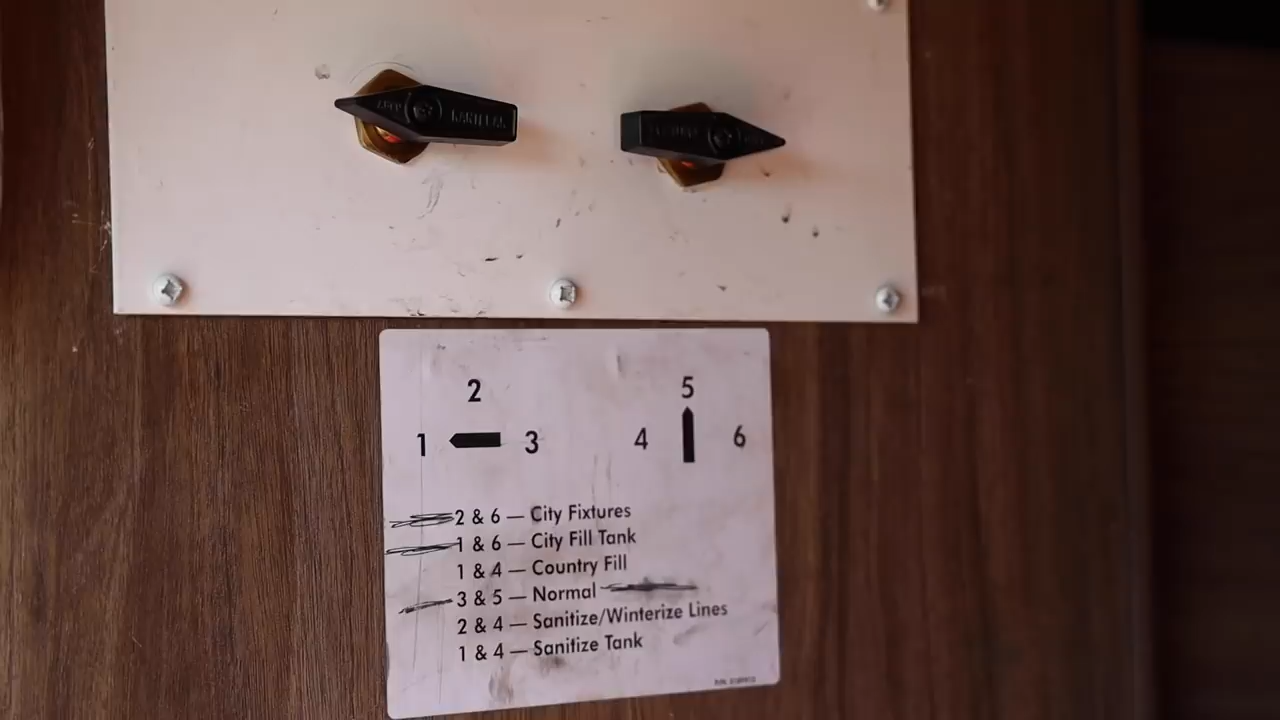 2
5
1 3 4 6
2 & 6 — City Fixtures
1 & 6 — City Fill Tank
1 & 4 — Country Fill
3 & 5 — Normal
2 & 4 — Sanitize/Winterize Lines
1 & 4 — Sanitize Tank